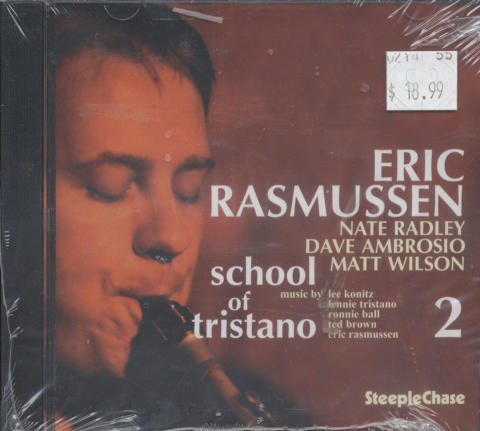 $ 18.99
ERIC
RASMUSSEN
NATE RADLEY
DAVE AMBROSIO
MATT WILSON
school
of
tristano
music by lee konitz
lennie tristano
ronnie ball
ted brown
eric rasmussen
2
SteepleChase